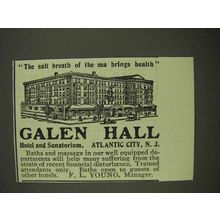 "The salt breath of the sea brings health"
GALEN HALL
Hotel and Sanatorium. ATLANTIC CITY, N. J.
Baths and massage in our well equipped de-
partments will help many suffering from the
strain of recent financial disturbance. Trained
attendants only. Baths open to guests of
other hotels. F. L. YOUNG, Manager.